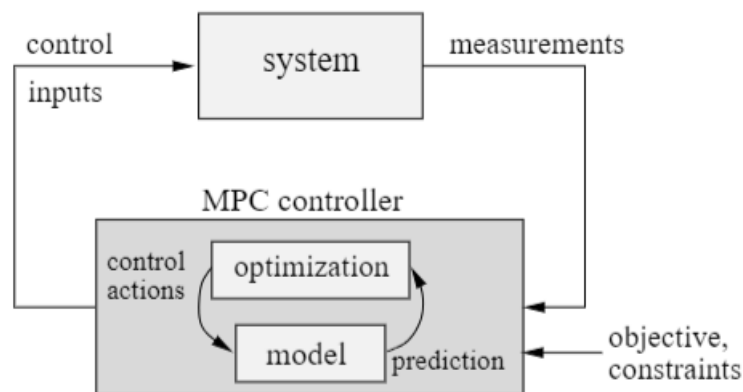 control
inputs
system
measurements
MPC controller
control
actions
optimization
model
prediction
objective,
constraints